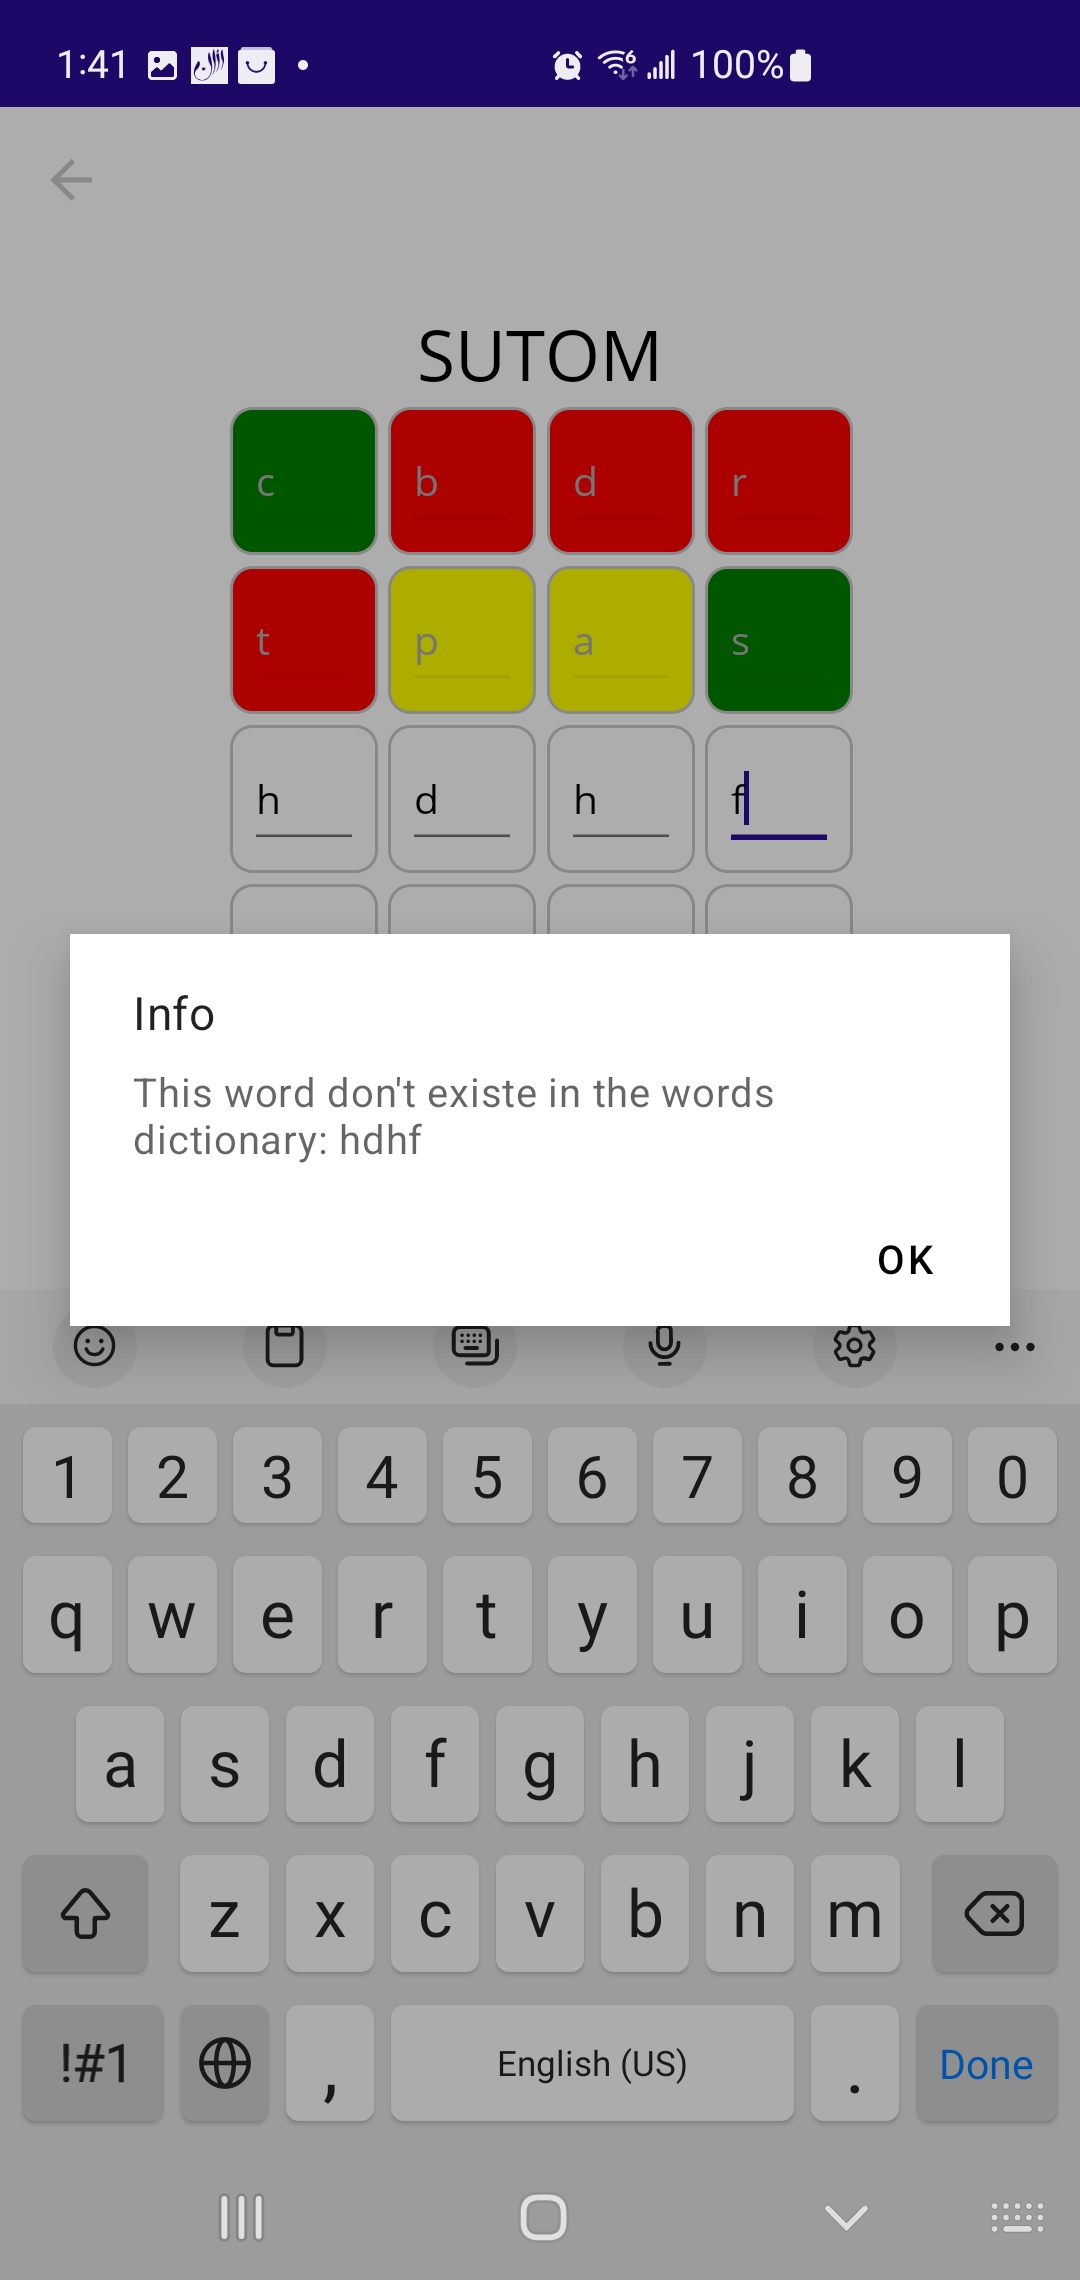 1:41 100%
SUTOM
c b d r
t p a s
h d h f
Info
This word don't existe in the words
dictionary: hdhf
OK
1 2 3 4 5 6 7 8 9 0
q w e r t y u i o p
a s d f g h j k l
z x c v b n m
!#1 , English (US) . Done